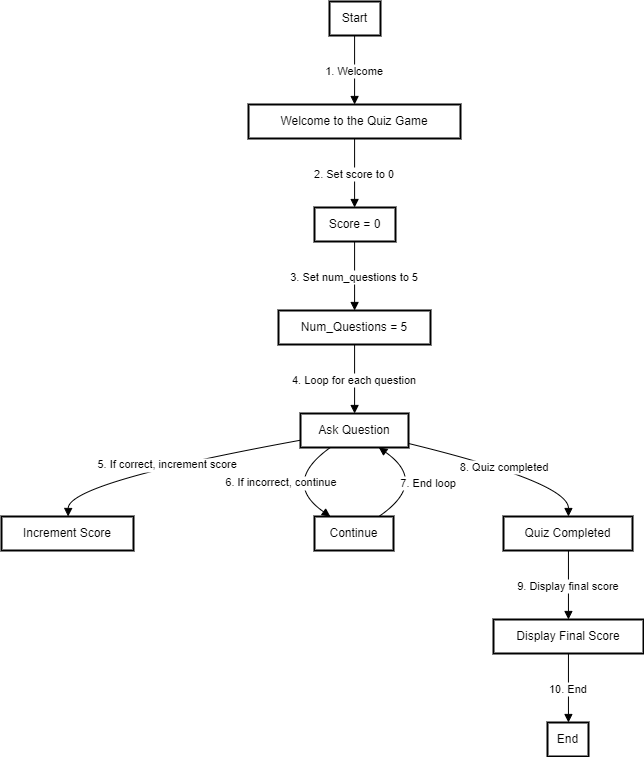 Start
1. Welcome
Welcome to the Quiz Game
2. Set score to 0
Score = 0
3. Set num_questions to 5
Num_Questions = 5
4. Loop for each question
Ask Question
5. If correct, increment score
6. If incorrect, continue
7. End loop
8. Quiz completed
Increment Score
Continue
Quiz Completed
9. Display final score
Display Final Score
10. End
End